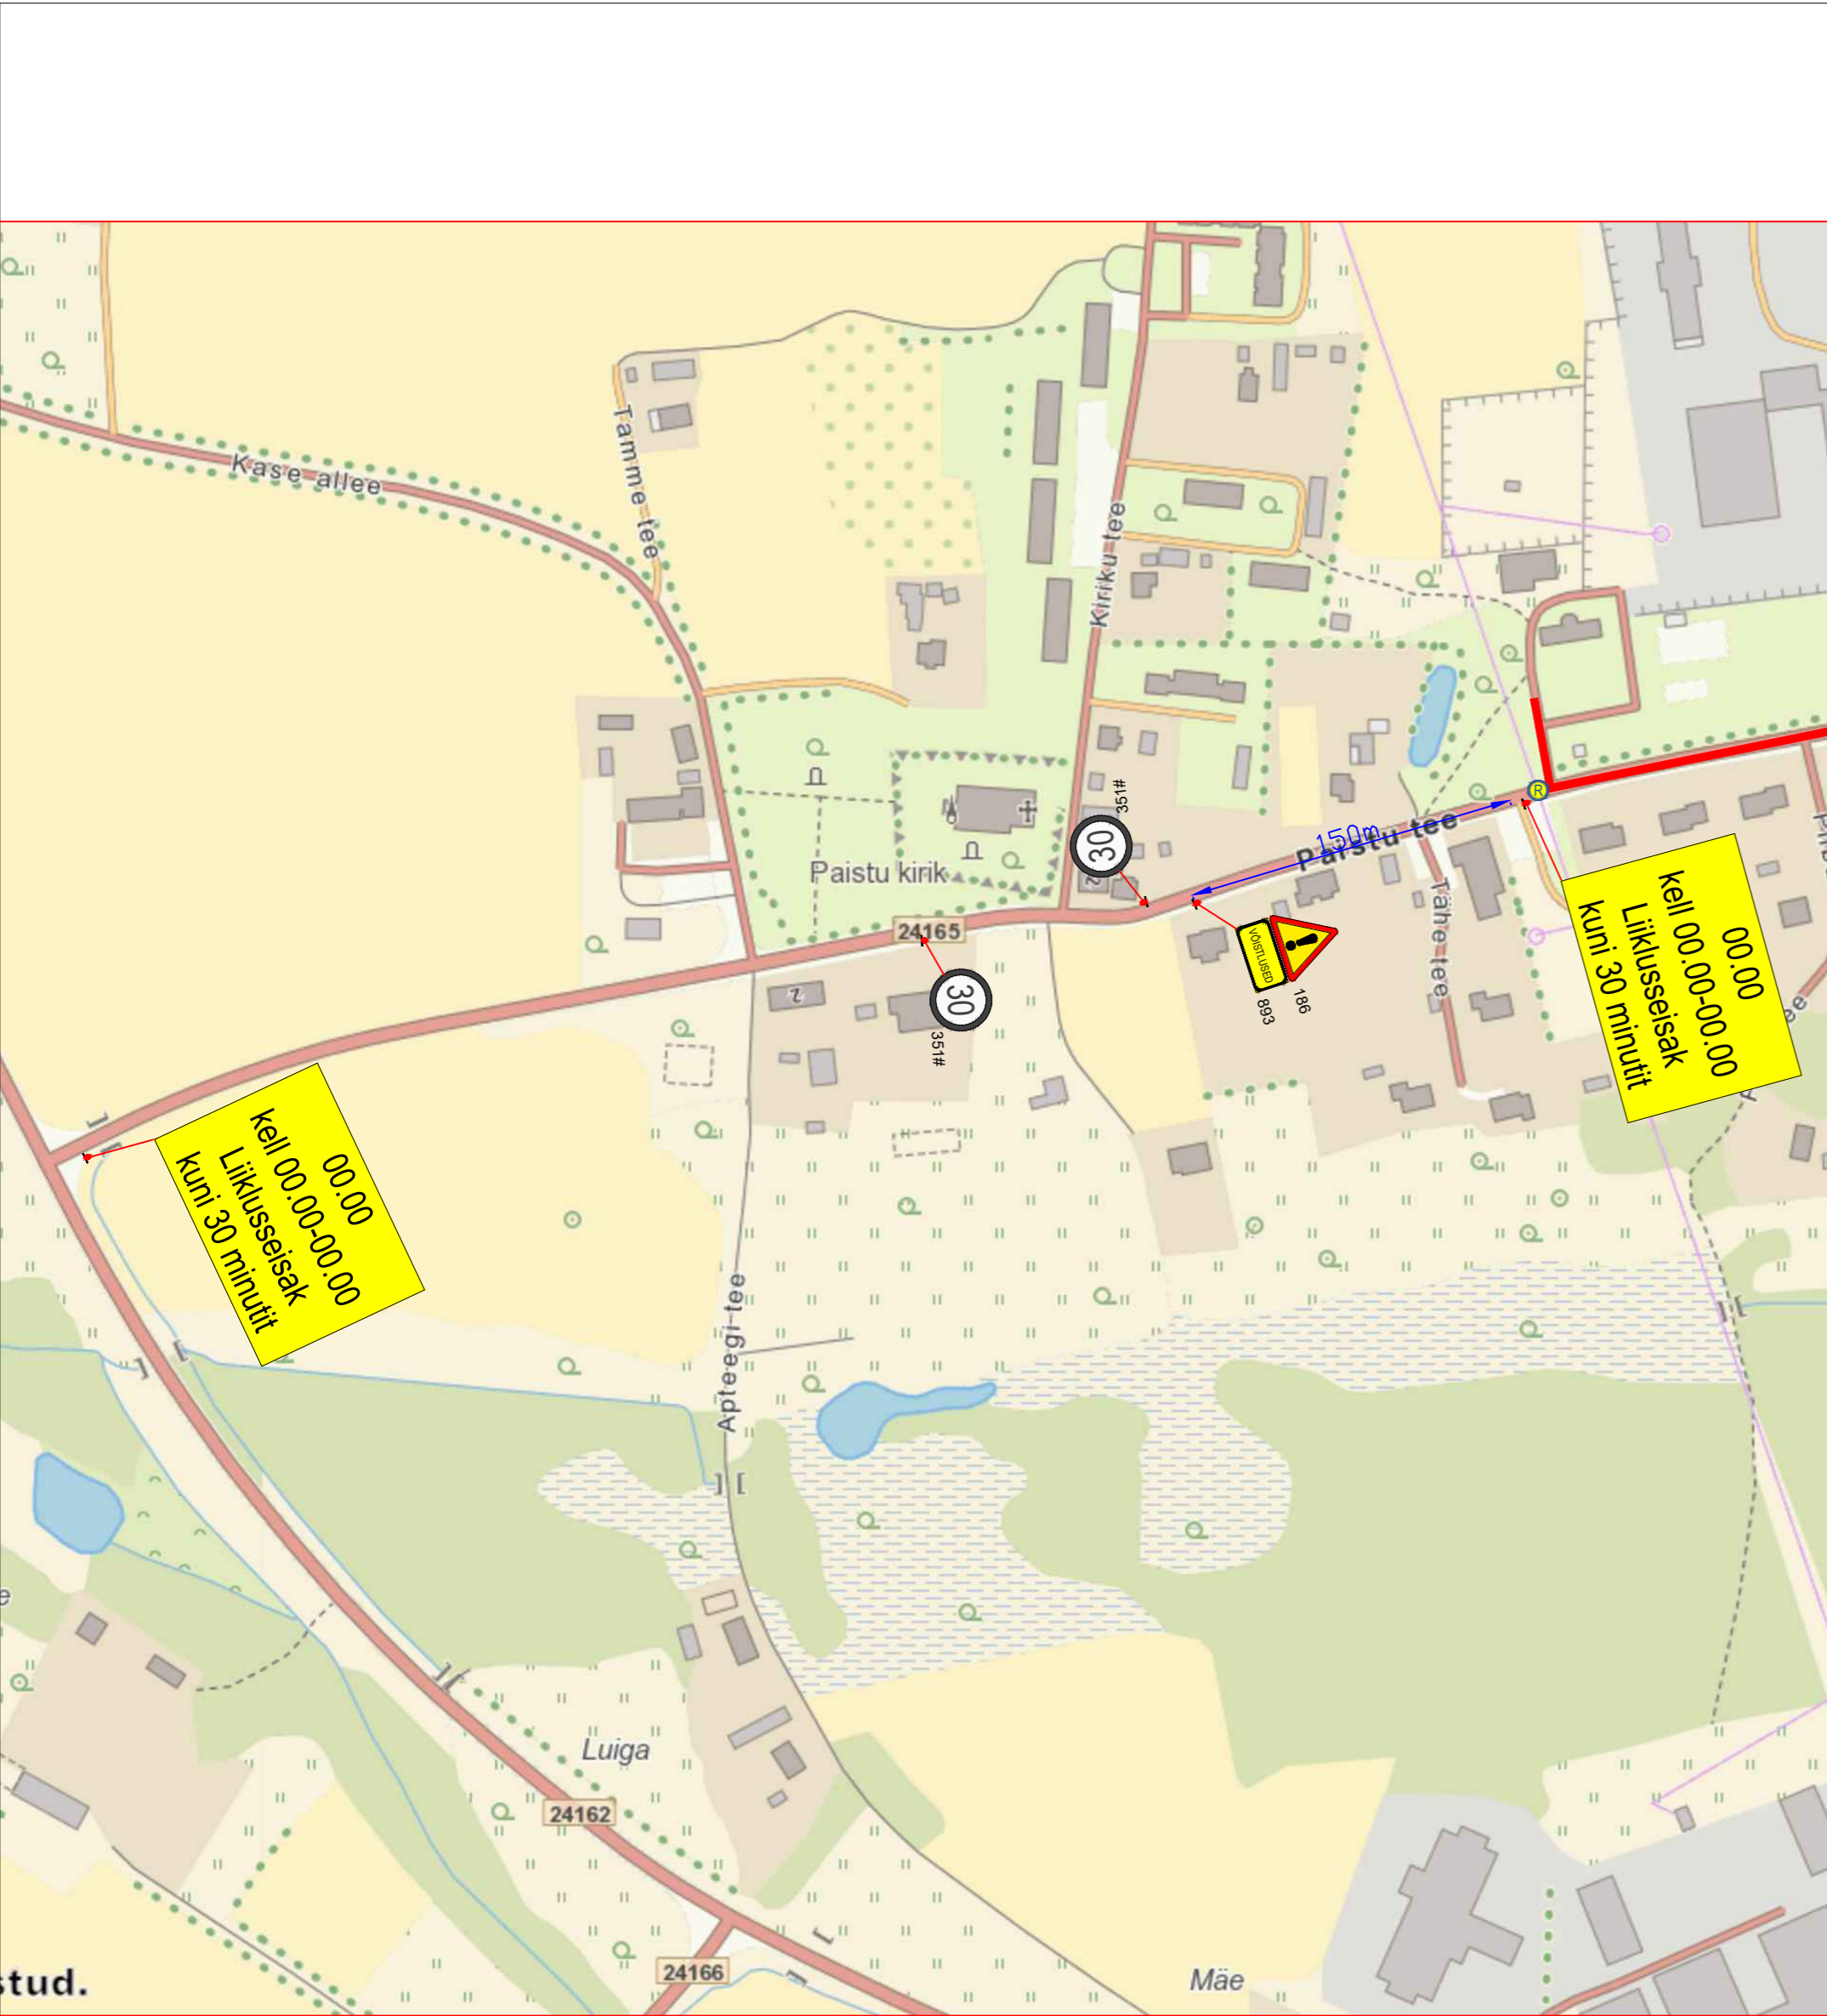 Kase allee
Tamme tee
Kiriku tee
351#
30
R
150m
Paistu tee
Paistu kirik
24165
z
30
351#
z
VÕISTLUSED
186
893
Tähe tee
00.00
kell 00.00-00.00
Liiklusseisak
kuni 30 minutit
00.00
kell 00.00-00.00
Liiklusseisak
kuni 30 minutit
Apteegi tee
Luiga
24162
24166
Mäe
stud.